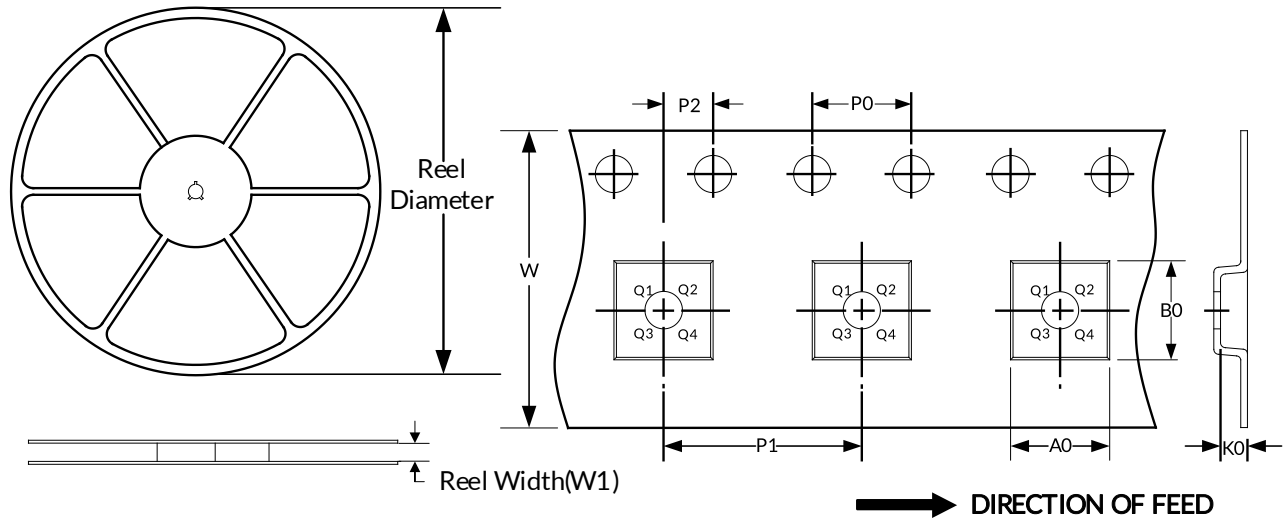 P2
P0
Reel
Diameter
W
Q1 Q2
Q3 Q4
Q1 Q2
Q3 Q4
Q1 Q2
Q3 Q4
B0
P1
A0
K0
Reel Width(W1)
DIRECTION OF FEED